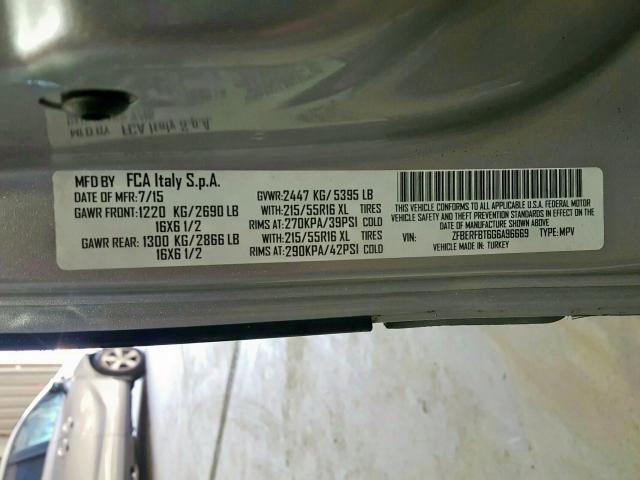 MFD BY FCA Italy S.p.A.
DATE OF MFR:7/15 GVWR:2447 KG/5395 LB
GAWR FRONT:1220 KG/2690 LB WITH:215/55R16 XL TIRES
16X6 1/2 RIMS AT:270KPA/39PSI COLD
GAWR REAR:1300 KG/2866 LB WITH:215/55R16 XL TIRES
16X6 1/2 RIMS AT:290KPA/42PSI COLD
THIS VEHICLE CONFORMS TO ALL APPLICABLE U.S.A. FEDERAL MOTOR
VEHICLE SAFETY AND THEFT PREVENTION STANDARDS IN EFFECT ON THE
DATE OF MANUFACTURE SHOWN ABOVE
VIN: ZFBERFBT6G6A96669 TYPE:MPV
VEHICLE MADE IN: TURKEY
FCA Italy S.p.A.